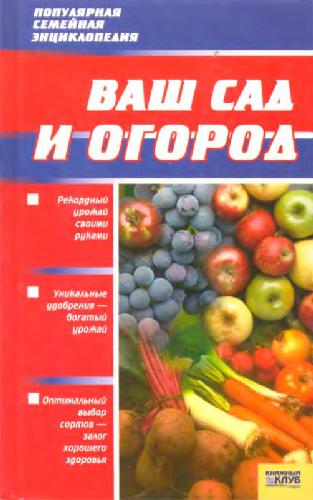 ПОПУЛЯРНАЯ
СЕМЕЙНАЯ
ЭНЦИКЛОПЕДИЯ
ВАШ САД
И ОГОРОД
Рекордный
урожай
своими
руками
Уникальные
удобрения —
богатый
урожай
Оптимальный
выбор
сортов —
залог
хорошего
здоровья
КНИЖНЫЙ
КЛУБ